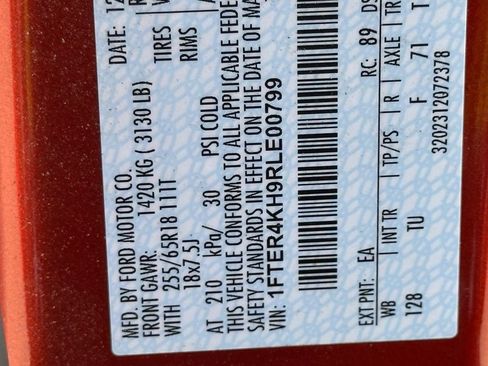 MFD. BY FORD MOTOR CO.
DATE: 12
FRONT GAWR:
1420 KG ( 3130 LB)
WITH
255/65R18 111T
TIRES
18x7.5J
RIMS
AT 210 kPa/ 30 PSI COLD
THIS VEHICLE CONFORMS TO ALL APPLICABLE FEDE
SAFETY STANDARDS IN EFFECT ON THE DATE OF MA
VIN: 1FTER4KH9RLE00799
EXT PNT: EA
RC: 89
DS
WB
INT TR
TP/PS
R
AXLE
TR
128
TU
F
71
T
3202312072378